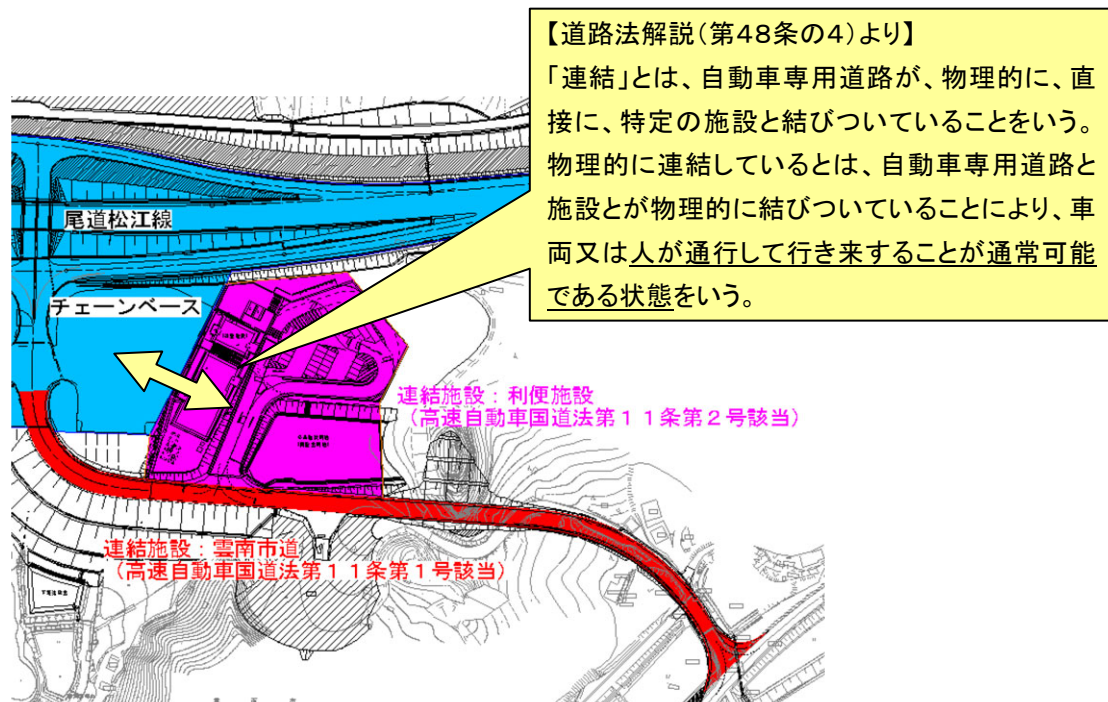 【道路法解説(第48条の4)より】
「連結」とは、自動車専用道路が、物理的に、直
接に、特定の施設と結びついていることをいう。
物理的に連結しているとは、自動車専用道路と
施設とが物理的に結びついていることにより、車
両又は人が通行して行き来することが通常可能
である状態をいう。
尾道松江線
チェーンベース
連結施設：利便施設
（高速自動車国道法第１１条第２号該当）
連結施設：雲南市道
（高速自動車国道法第１１条第１号該当）